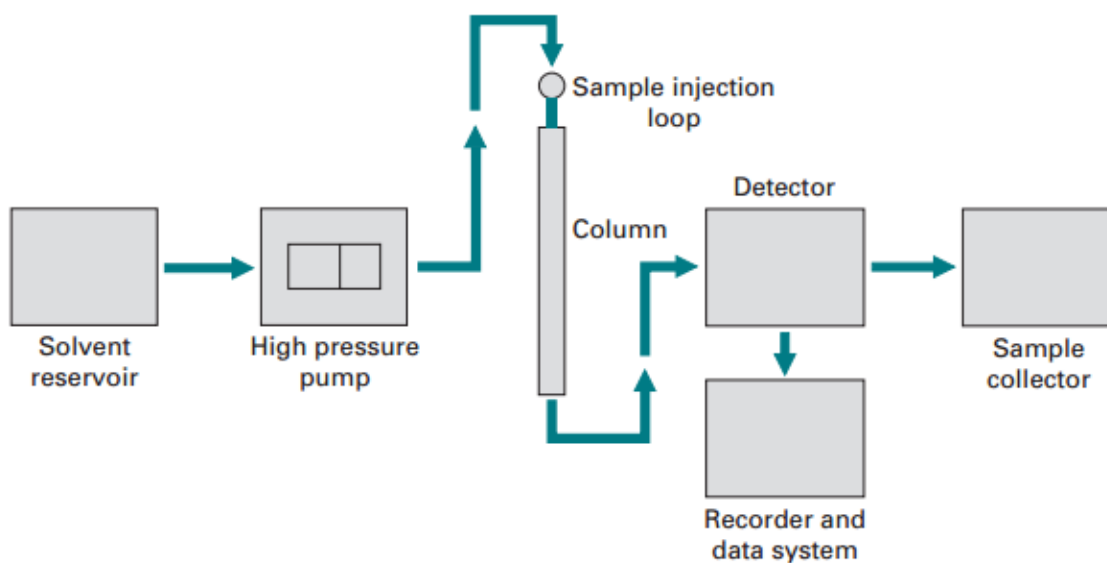 Sample injection
loop
Detector
Column
Solvent
reservoir
High pressure
pump
Sample
collector
Recorder and
data system